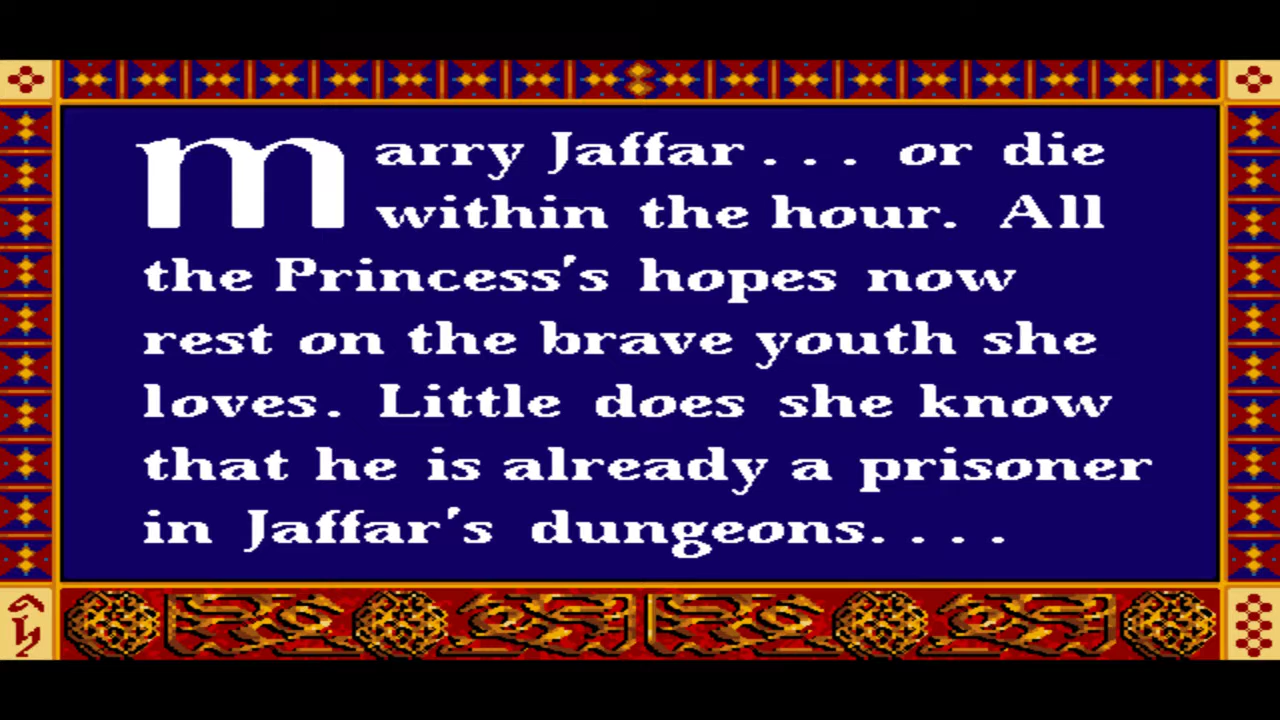 marry Jaffar . . . or die
within the hour. All
the Princess's hopes now
rest on the brave youth she
loves. Little does she know
that he is already a prisoner
in Jaffar's dungeons. . . .